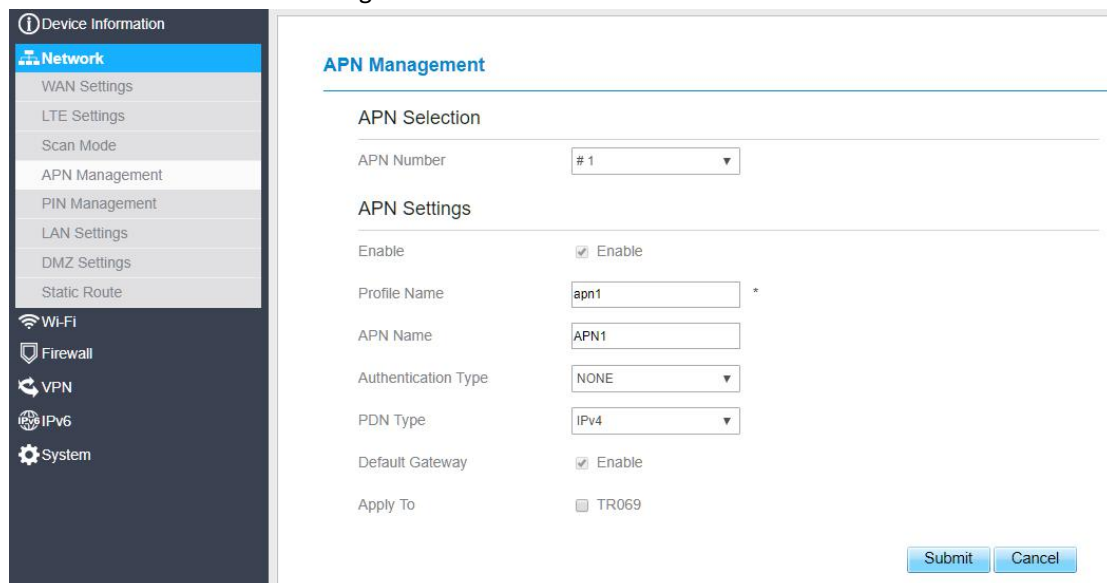 Device Information
Network
WAN Settings
LTE Settings
Scan Mode
APN Management
PIN Management
LAN Settings
DMZ Settings
Static Route
Wi-Fi
Firewall
VPN
IPv6
System
APN Management
APN Selection
APN Number # 1
APN Settings
Enable Enable
Profile Name apn1 *
APN Name APN1
Authentication Type NONE
PDN Type IPv4
Default Gateway Enable
Apply To TR069
Submit Cancel